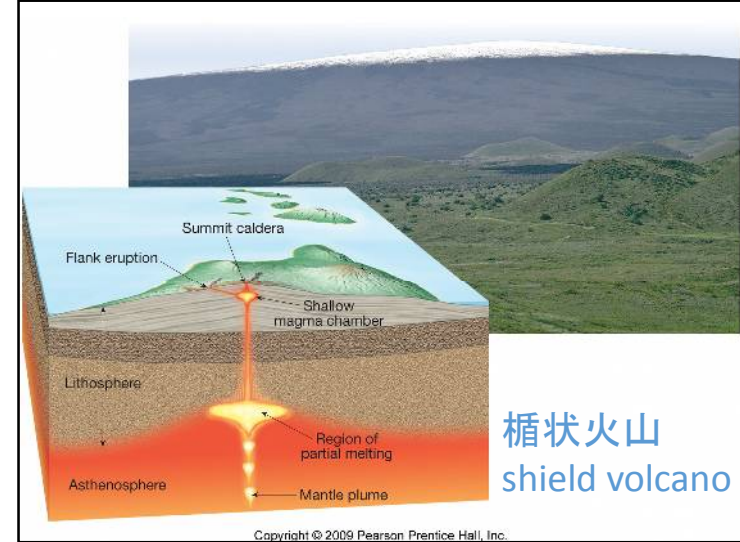 Summit caldera
Flank eruption
Shallow
magma chamber
Lithosphere
Region of
partial melting
Asthenosphere
Mantle plume
楯状火山
shield volcano
Copyright © 2009 Pearson Prentice Hall, Inc.